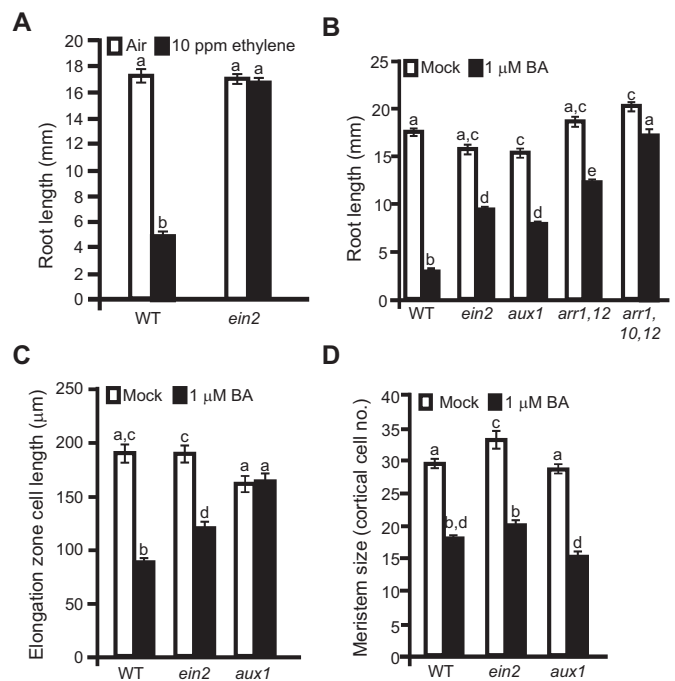 A
Air 10 ppm ethylene
Root length (mm)
20
18
16
14
12
10
8
6
4
2
0
a
b
a
a
WT
ein2
B
Mock 1 μM BA
Root length (mm)
25
20
15
10
5
0
a
b
a,c
d
c
d
a,c
e
c
a
WT
ein2
aux1
arr1,12
arr1,
10,12
C
Mock 1 μM BA
Elongation zone cell length (μm)
250
200
150
100
50
0
a,c
b
c
d
a
a
WT
ein2
aux1
D
Mock 1 μM BA
Meristem size (cortical cell no.)
40
35
30
25
20
15
10
5
0
a
b,d
c
b
a
d
WT
ein2
aux1